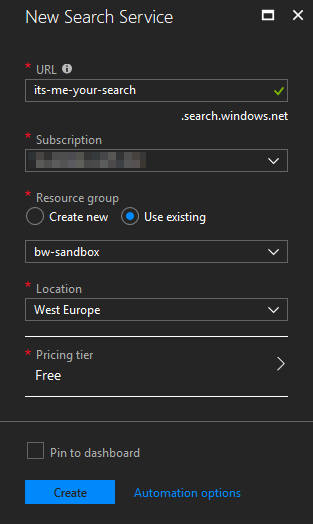 New Search Service
* URL
its-me-your-search
.search.windows.net
* Subscription
* Resource group
Create new Use existing
bw-sandbox
* Location
West Europe
* Pricing tier
Free
Pin to dashboard
Create Automation options